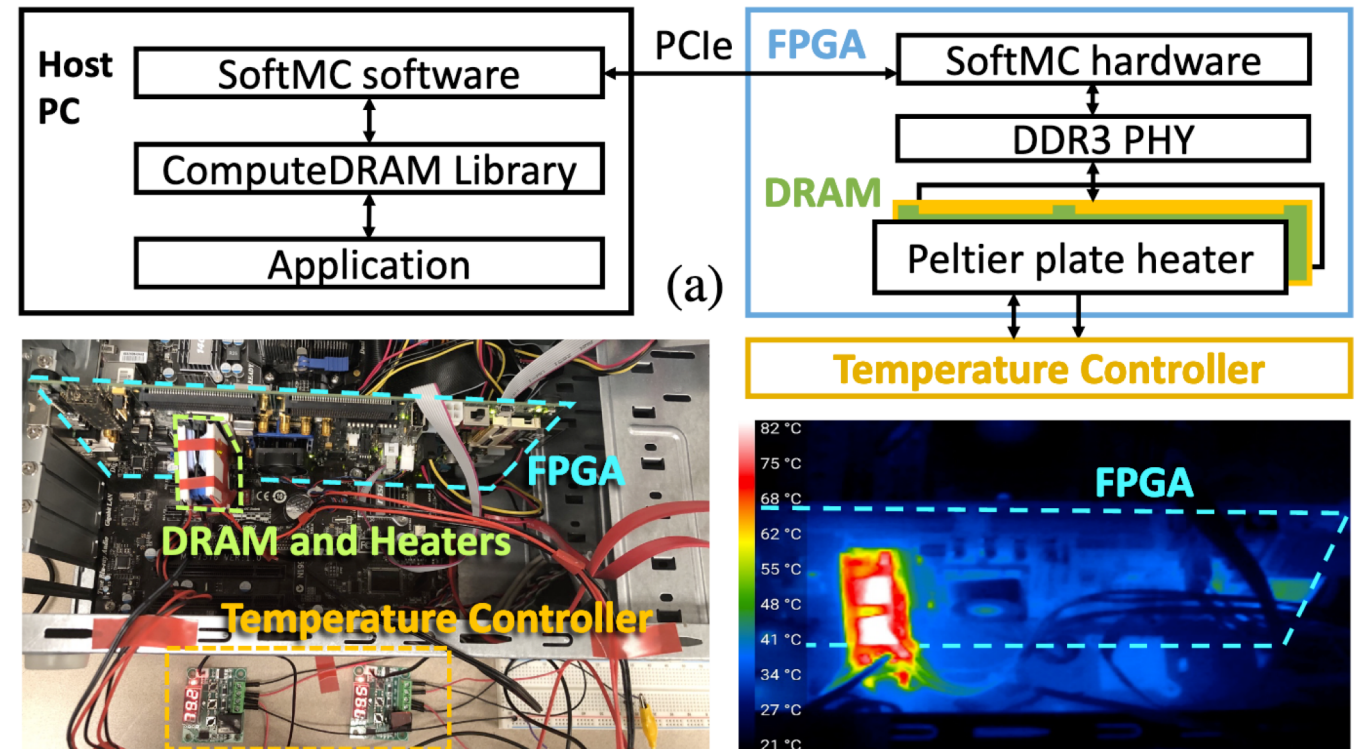 Host
PC
SoftMC software
ComputeDRAM Library
Application
PCIe
FPGA
SoftMC hardware
DDR3 PHY
DRAM
Peltier plate heater
(a)
Temperature Controller
FPGA
DRAM and Heaters
Temperature Controller
82 °C
75 °C
68 °C
62 °C
55 °C
48 °C
41 °C
34 °C
27 °C
21 °C
FPGA